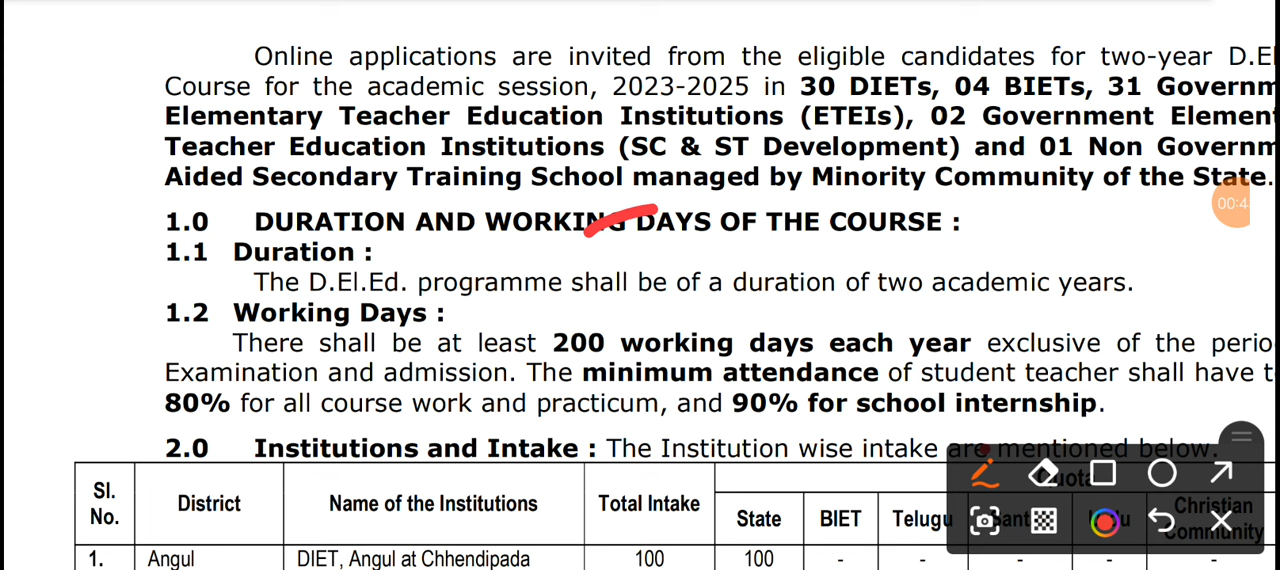 Online applications are invited from the eligible candidates for two-year D.El
Course for the academic session, 2023-2025 in 30 DIETs, 04 BIETs, 31 Governm
Elementary Teacher Education Institutions (ETEIs), 02 Government Element
Teacher Education Institutions (SC & ST Development) and 01 Non Governm
Aided Secondary Training School managed by Minority Community of the State.
00:4
1.0 DURATION AND WORKING DAYS OF THE COURSE :
1.1 Duration :
The D.El.Ed. programme shall be of a duration of two academic years.
1.2 Working Days :
There shall be at least 200 working days each year exclusive of the perio
Examination and admission. The minimum attendance of student teacher shall have t
80% for all course work and practicum, and 90% for school internship.
2.0 Institutions and Intake : The Institution wise intake are mentioned below.
Sl. No. District Name of the Institutions Total Intake Quota
State BIET Telugu Christian Community
1. Angul DIET, Angul at Chhendipada 100 100 - - - - -